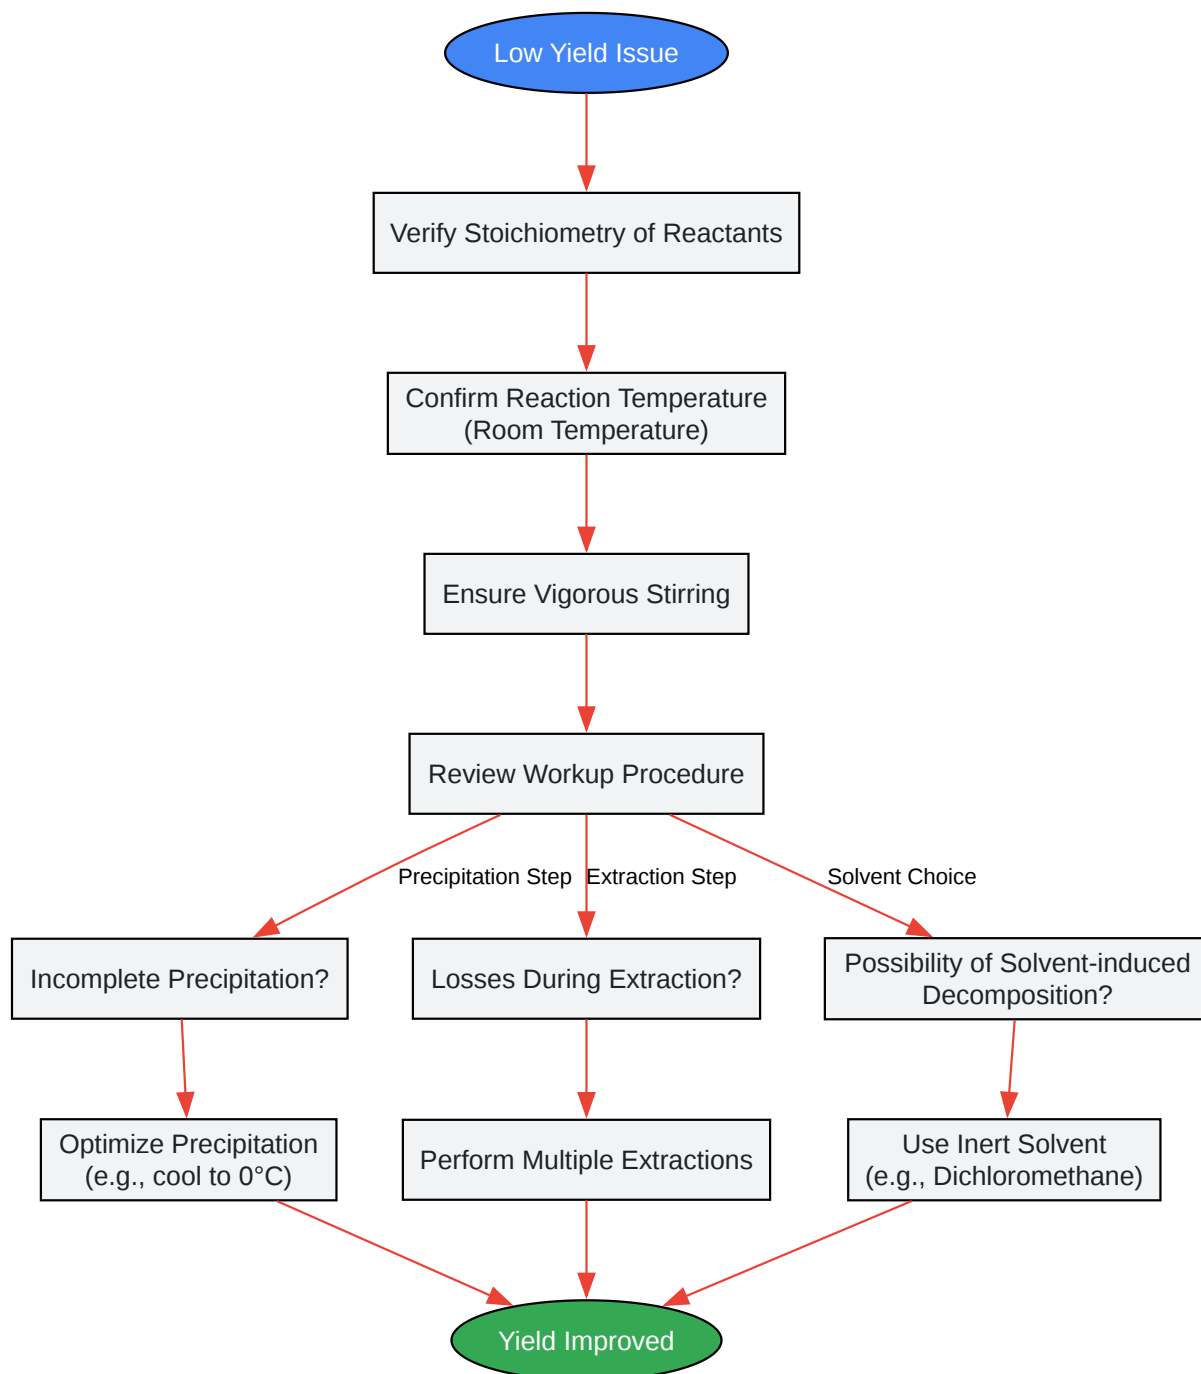 Low Yield Issue
Verify Stoichiometry of Reactants
Confirm Reaction Temperature
(Room Temperature)
Ensure Vigorous Stirring
Review Workup Procedure
Precipitation Step
Extraction Step
Solvent Choice
Incomplete Precipitation?
Losses During Extraction?
Possibility of Solvent-induced
Decomposition?
Optimize Precipitation
(e.g., cool to 0°C)
Perform Multiple Extractions
Use Inert Solvent
(e.g., Dichloromethane)
Yield Improved